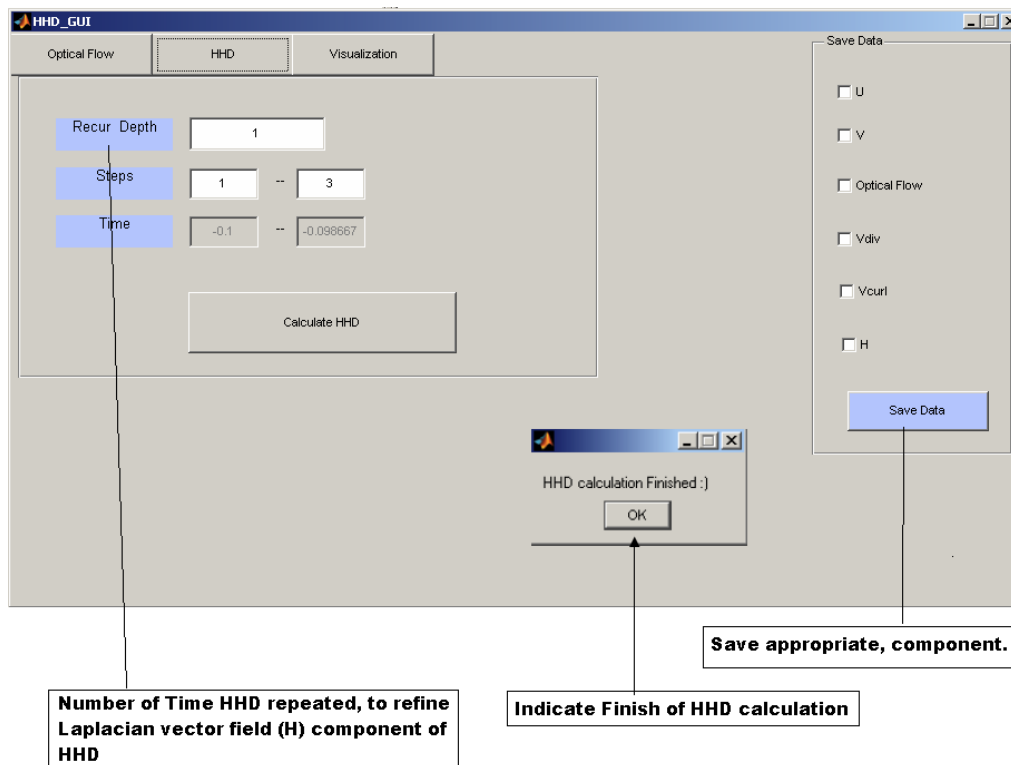 HHD_GUI
Optical Flow
HHD
Visualization
Recur Depth
1
Steps
1
--
3
Time
-0.1
--
-0.098667
Calculate HHD
Save Data
U
V
Optical Flow
Vdiv
Vcurl
H
Save Data
HHD calculation Finished :)
OK
Save appropriate, component.
Number of Time HHD repeated, to refine
Laplacian vector field (H) component of
HHD
Indicate Finish of HHD calculation